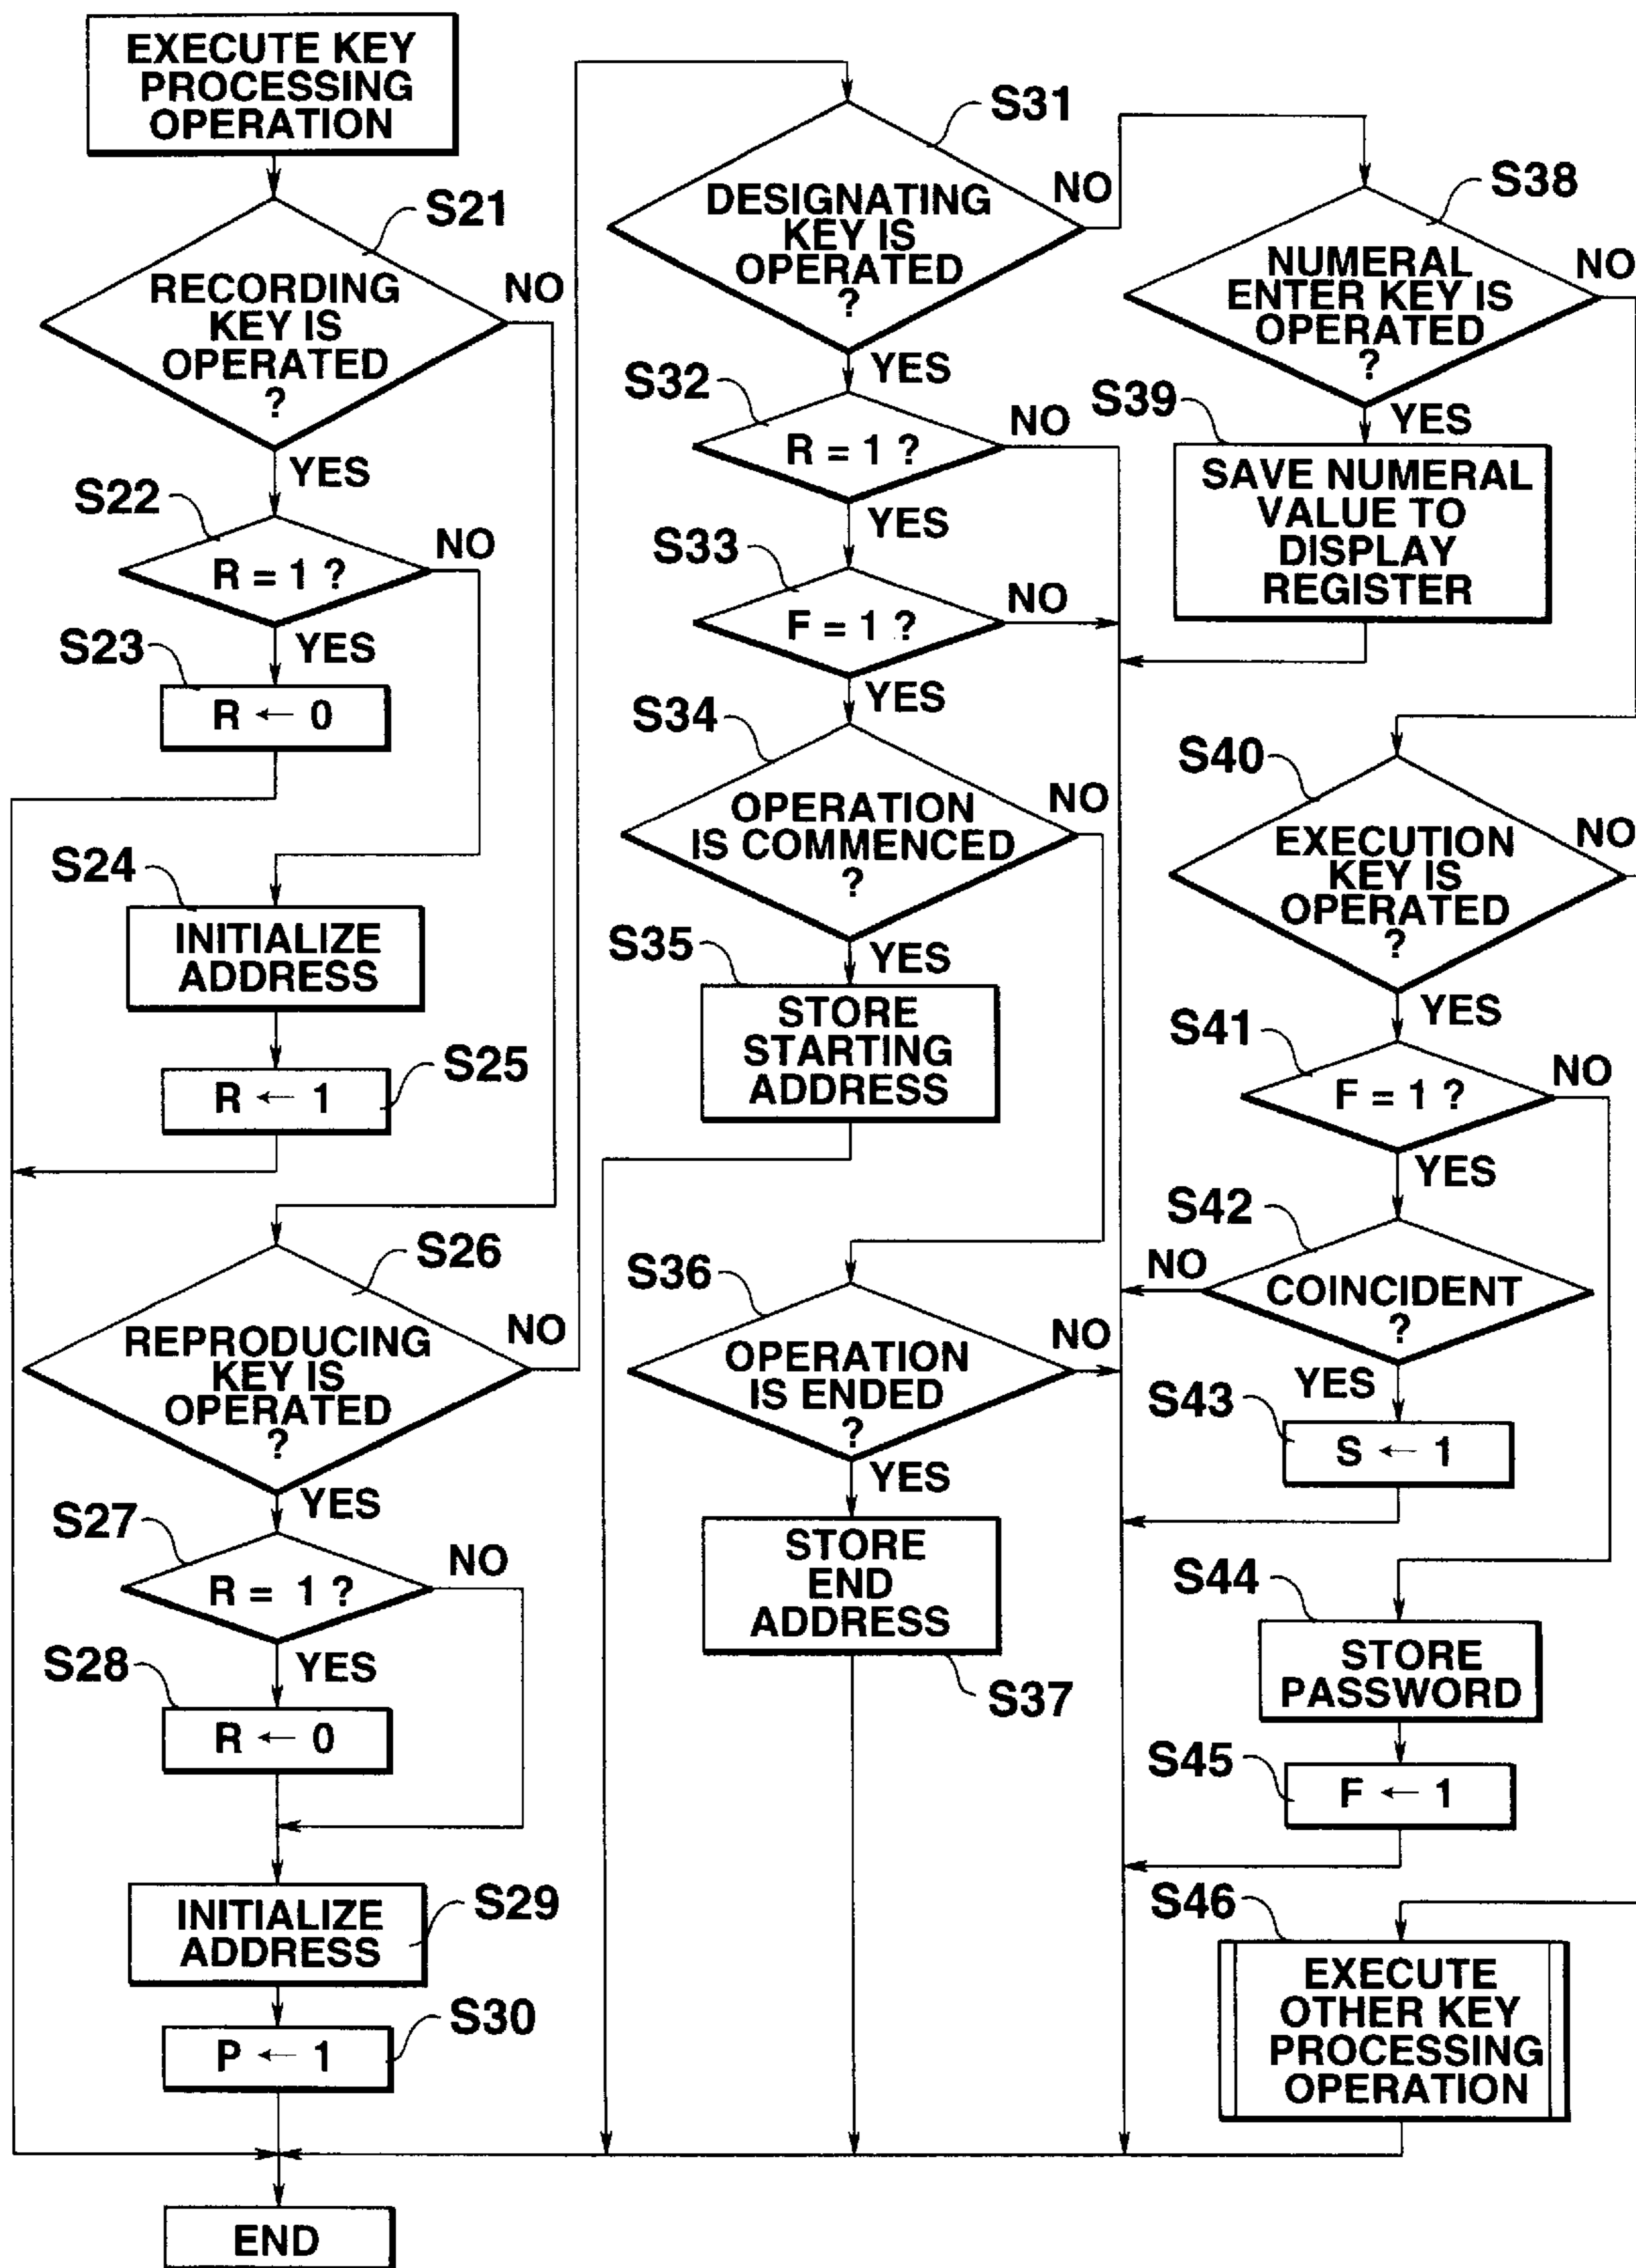 EXECUTE KEY
PROCESSING
OPERATION
S21
RECORDING
KEY IS
OPERATED
?
NO
YES
S22
R = 1 ?
NO
YES
S23
R ← 0
S24
INITIALIZE
ADDRESS
S25
R ← 1
S26
REPRODUCING
KEY IS
OPERATED
?
NO
YES
S27
R = 1 ?
NO
YES
S28
R ← 0
S29
INITIALIZE
ADDRESS
S30
P ← 1
END
S31
DESIGNATING
KEY IS
OPERATED
?
NO
YES
S32
R = 1 ?
NO
YES
S33
F = 1 ?
NO
YES
S34
OPERATION
IS COMMENCED
?
NO
YES
S35
STORE
STARTING
ADDRESS
S36
OPERATION
IS ENDED
?
NO
YES
STORE
END
ADDRESS
S37
S38
NUMERAL
ENTER KEY IS
OPERATED
?
NO
YES
S39
SAVE NUMERAL
VALUE TO
DISPLAY
REGISTER
S40
EXECUTION
KEY IS
OPERATED
?
NO
YES
S41
F = 1 ?
NO
YES
S42
COINCIDENT
?
NO
YES
S43
S ← 1
S44
STORE
PASSWORD
S45
F ← 1
S46
EXECUTE
OTHER KEY
PROCESSING
OPERATION